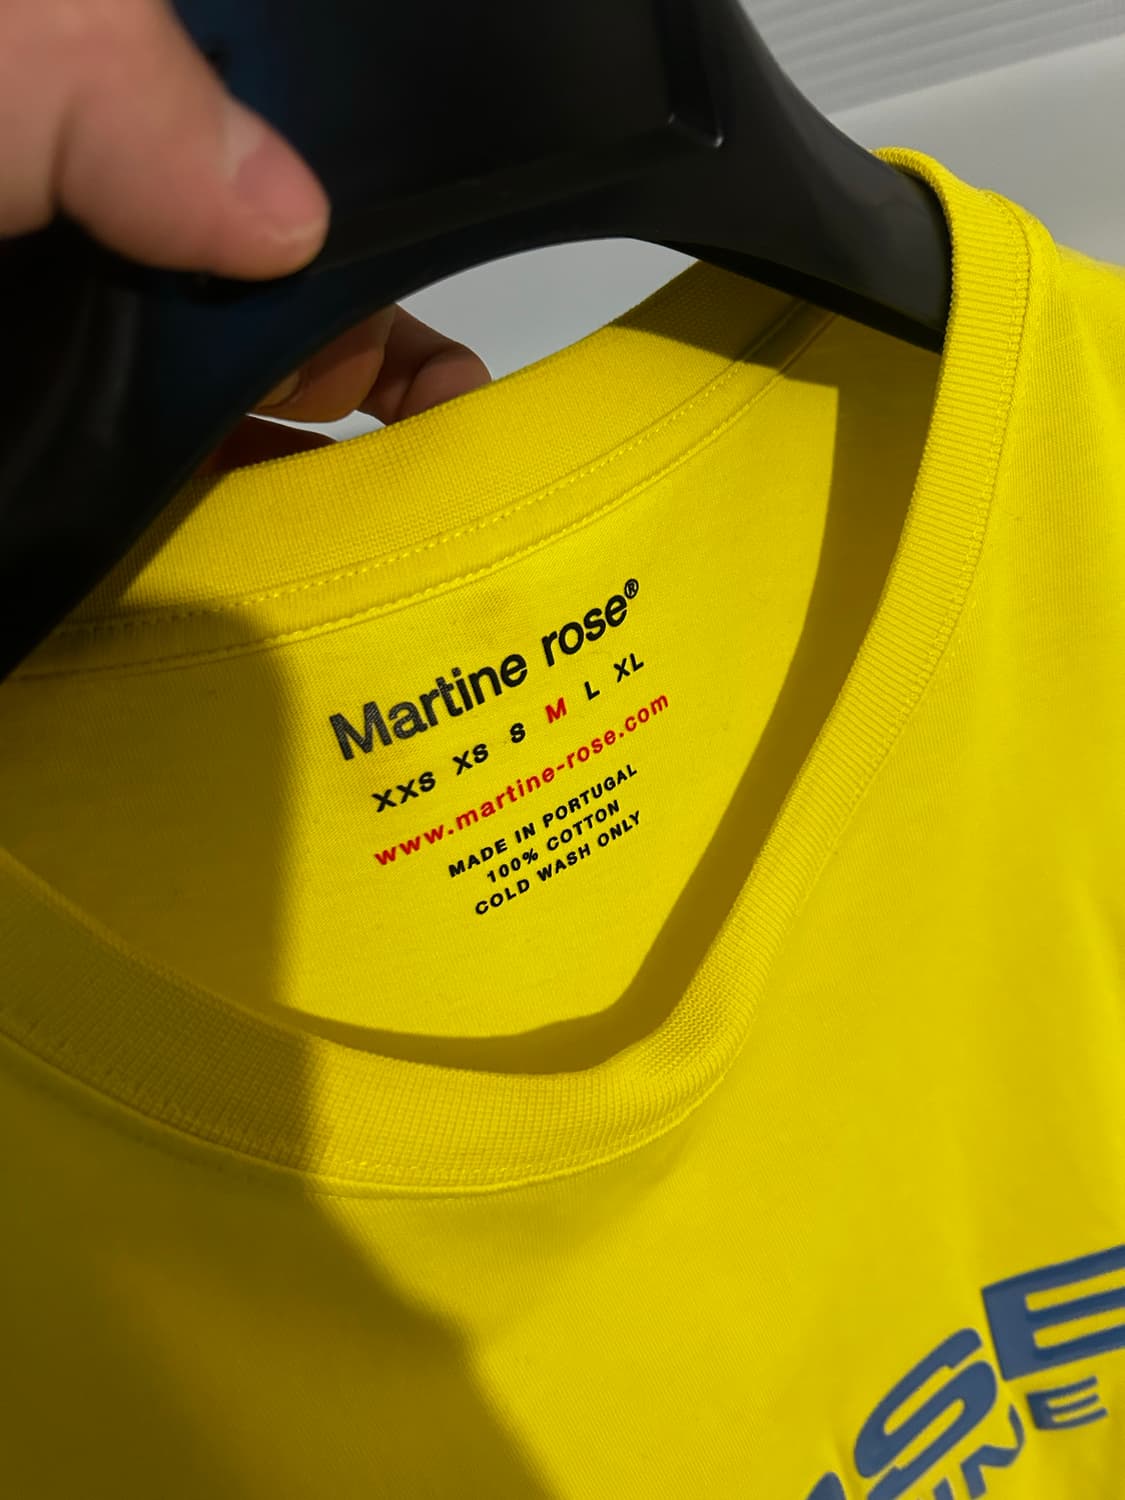 Martine rose®
XXS XS S M L XL
www.martine-rose.com
MADE IN PORTUGAL
100% COTTON
COLD WASH ONLY